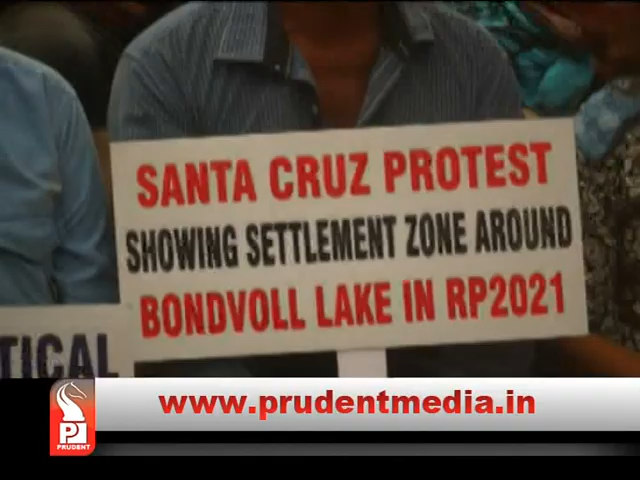 SANTA CRUZ PROTEST
SHOWING SETTLEMENT ZONE AROUND
BONDVOLL LAKE IN RP2021
TICAL
www.prudentmedia.in
PRUDENT